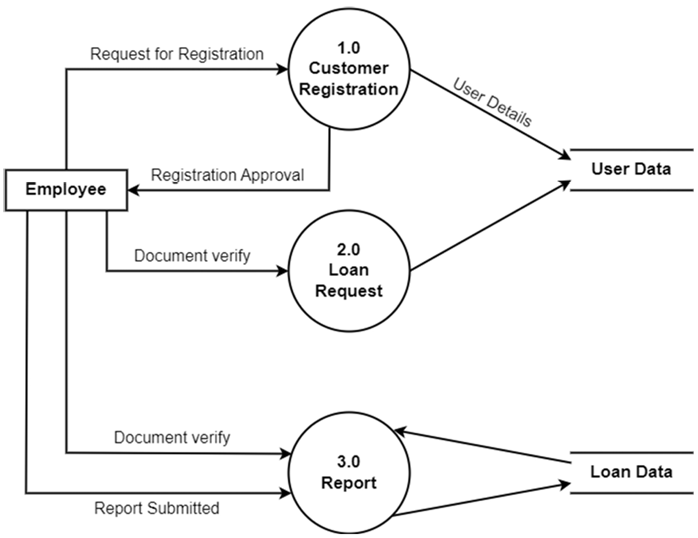 Request for Registration
1.0
Customer
Registration
User Details
User Data
Registration Approval
Employee
Document verify
2.0
Loan
Request
Document verify
3.0
Report
Loan Data
Report Submitted